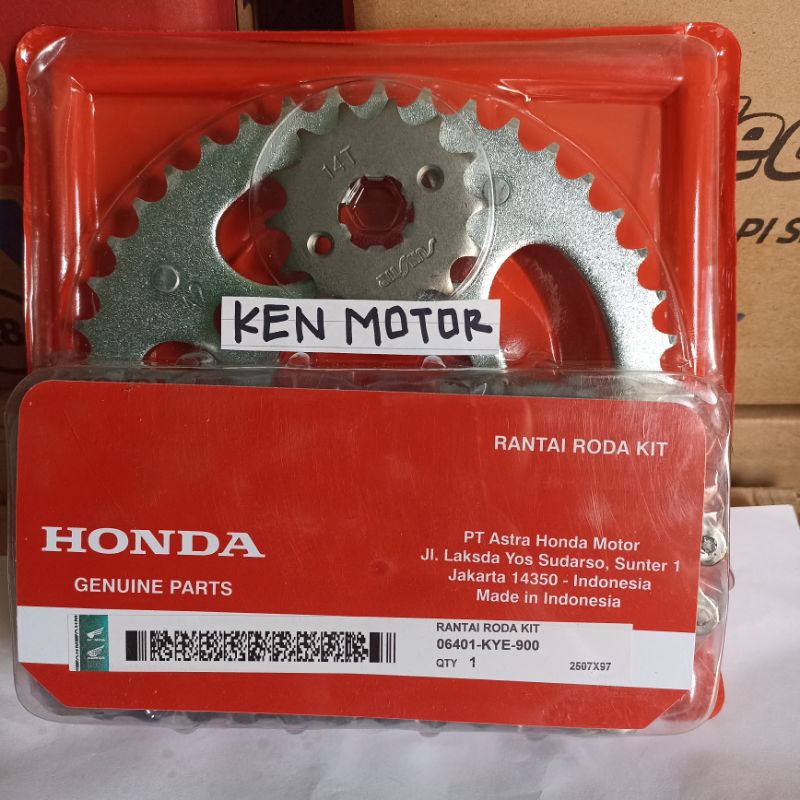 14T
42
KEN MOTOR
RANTAI RODA KIT
HONDA
GENUINE PARTS
PT Astra Honda Motor
Jl. Laksda Yos Sudarso, Sunter 1
Jakarta 14350 - Indonesia
Made in Indonesia
RANTAI RODA KIT
06401-KYE-900
QTY 1
2507X97